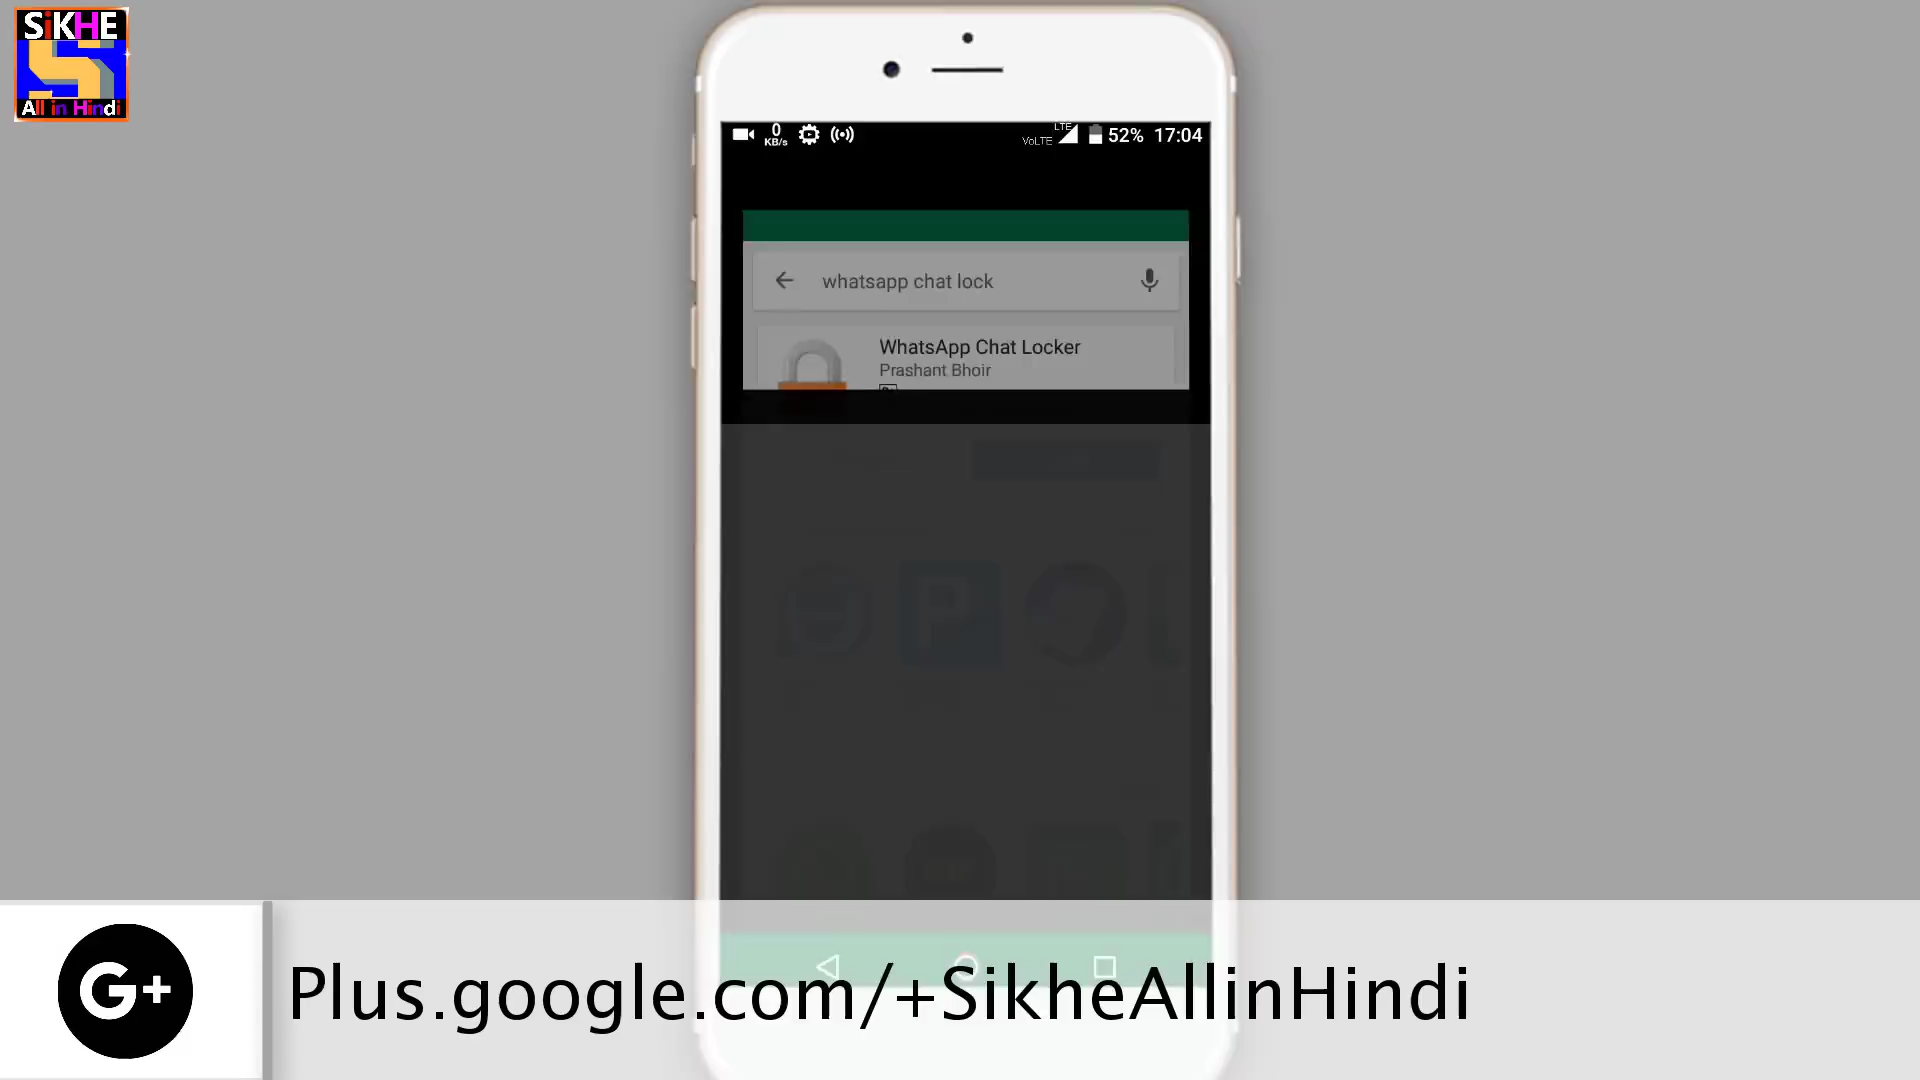 SiKHE
All in Hindi
0
KB/s
VoLTE
LTE
52% 17:04
whatsapp chat lock
WhatsApp Chat Locker
Prashant Bhoir
P
G+
Plus.google.com/+SikheAllinHindi